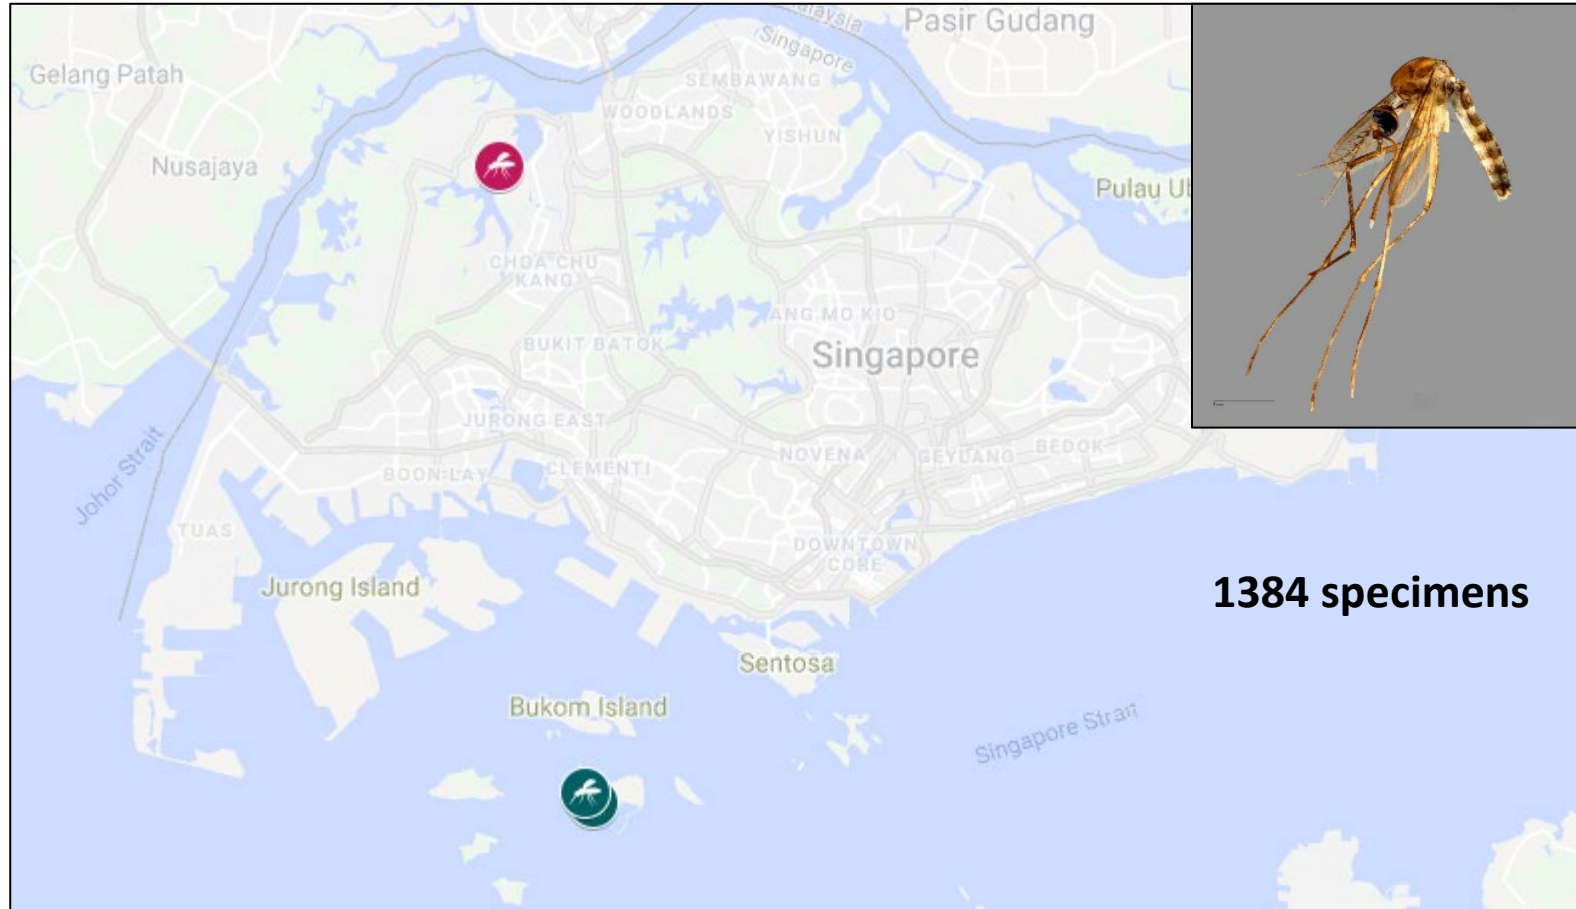 Pasir Gudang
Malaysia
Singapore
Gelang Patah
SEMBAWANG
WOODLANDS
YISHUN
Nusajaya
Pulau Ub
CHOA CHU
KANG
ANG MO KIO
BUKIT BATOK
Singapore
JURONG EAST
BEDOK
NOVENA
GEYLANG
BOON LAY
CLEMENTI
Johor Strait
TUAS
DOWNTOWN
CORE
Jurong Island
1384 specimens
Sentosa
Bukom Island
Singapore Strait